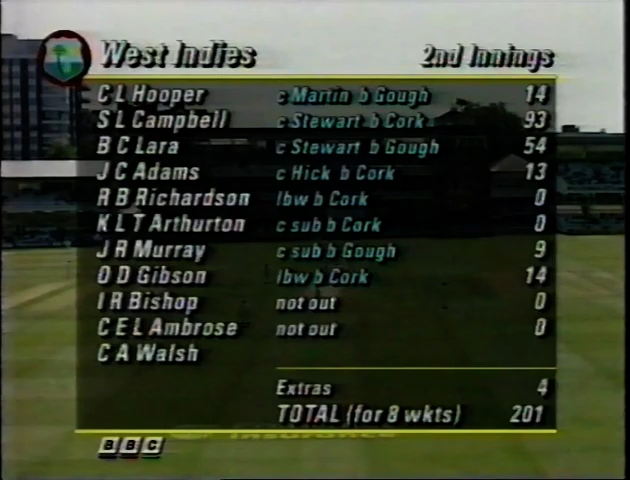 West Indies 2nd Innings
C L Hooper c Martin b Gough 14
S L Campbell c Stewart b Cork 93
B C Lara c Stewart b Gough 54
J C Adams c Hick b Cork 13
R B Richardson lbw b Cork 0
K L T Arthurton c sub b Cork 0
J R Murray c sub b Gough 9
O D Gibson lbw b Cork 14
I R Bishop not out 0
C E L Ambrose not out 0
C A Walsh
Extras 4
TOTAL (for 8 wkts) 201
BBC
Insurance